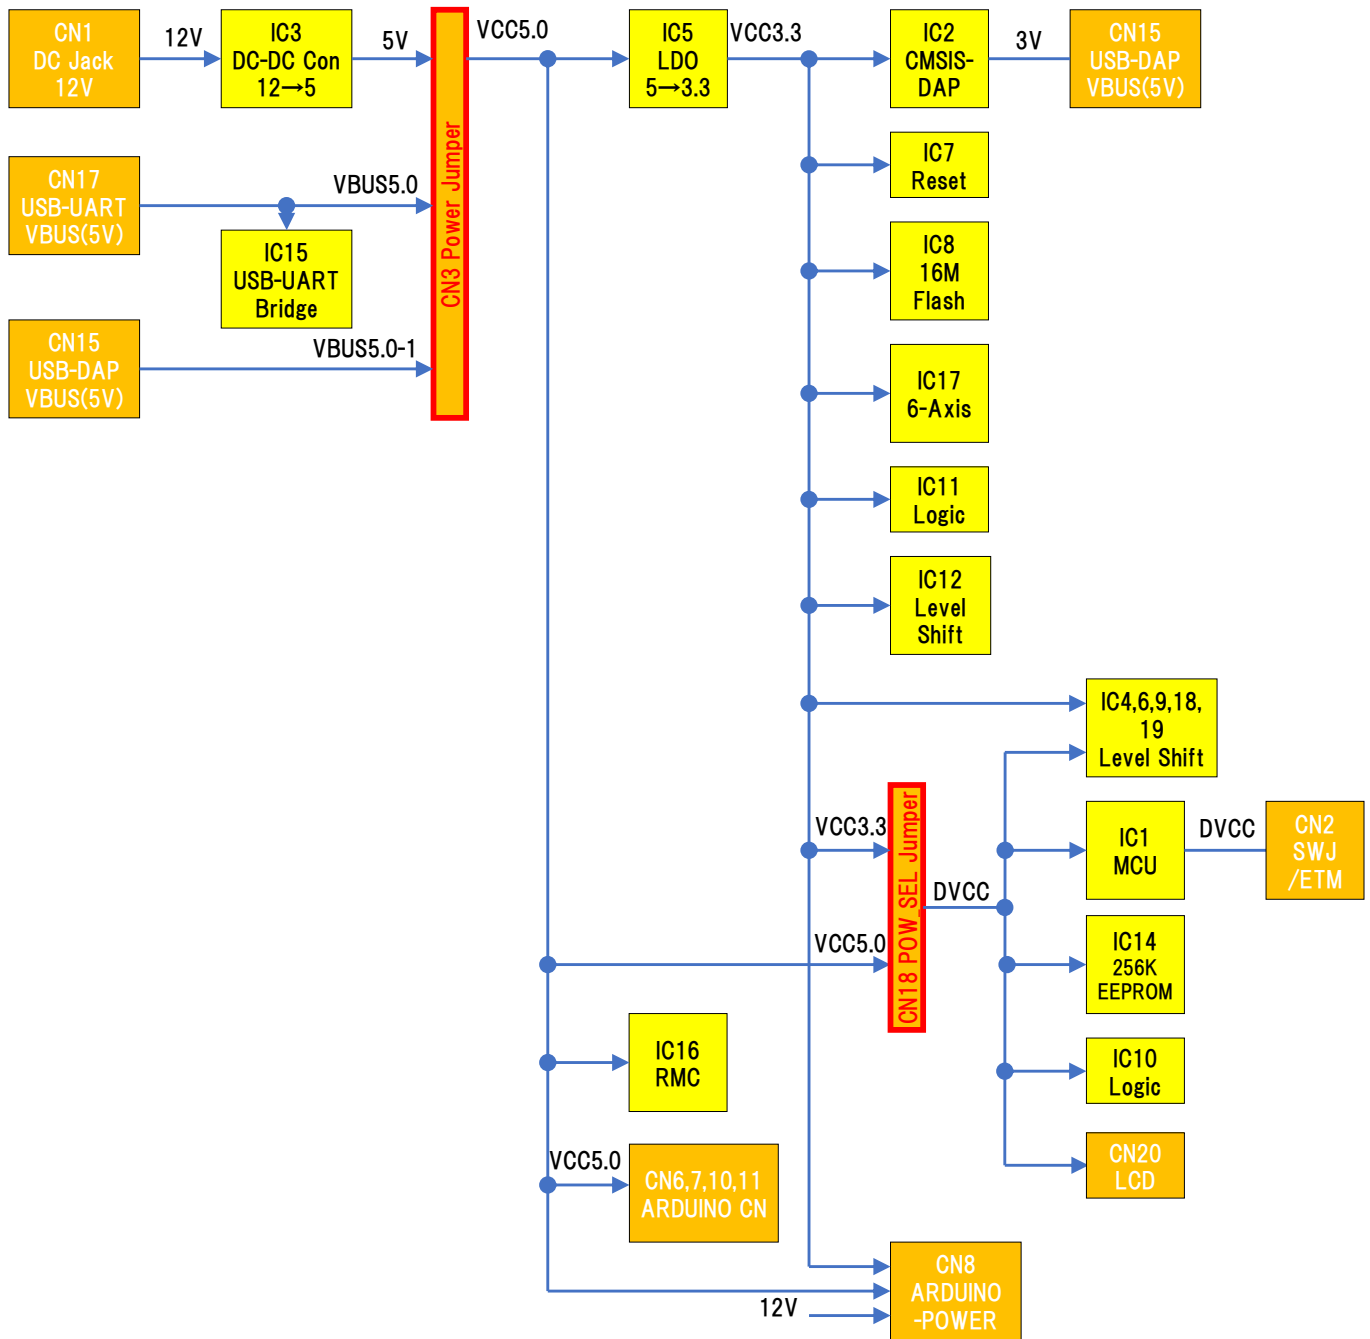 CN1
DC Jack
12V
12V
IC3
DC-DC Con
12→5
5V
CN3 Power Jumper
VCC5.0
IC5
LDO
5→3.3
VCC3.3
IC2
CMSIS-
DAP
3V
CN15
USB-DAP
VBUS(5V)
CN17
USB-UART
VBUS(5V)
VBUS5.0
IC15
USB-UART
Bridge
CN15
USB-DAP
VBUS(5V)
VBUS5.0-1
IC7
Reset
IC8
16M
Flash
IC17
6-Axis
IC11
Logic
IC12
Level
Shift
IC4,6,9,18,
19
Level Shift
VCC3.3
VCC5.0
CN18 POW_SEL Jumper
DVCC
IC1
MCU
DVCC
CN2
SWJ
/ETM
IC14
256K
EEPROM
IC16
RMC
IC10
Logic
VCC5.0
CN6,7,10,11
ARDUINO CN
CN20
LCD
12V
CN8
ARDUINO
-POWER